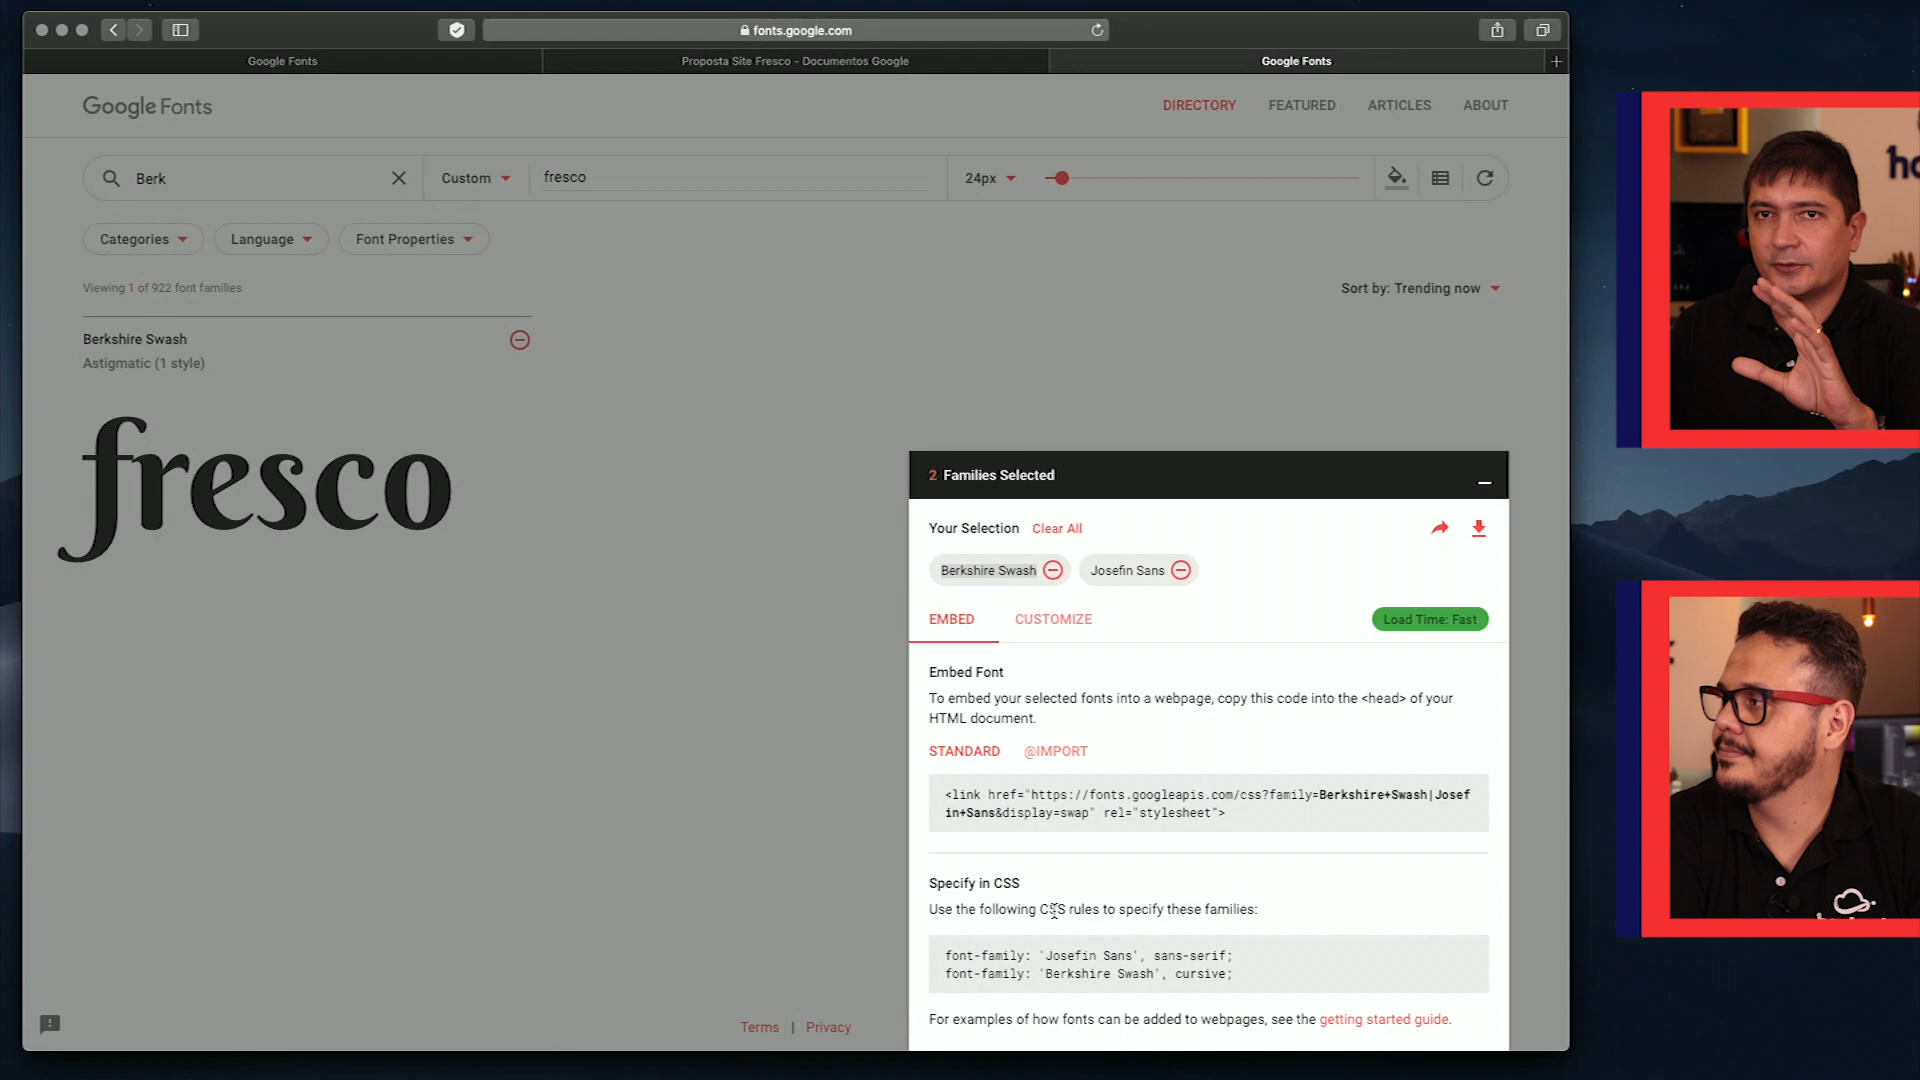 fonts.google.com
Google Fonts
Proposta Site Fresco - Documentos Google
Google Fonts
Google Fonts
DIRECTORY
FEATURED
ARTICLES
ABOUT
Berk
Custom
fresco
24px
Categories
Language
Font Properties
Viewing 1 of 922 font families
Sort by: Trending now
Berkshire Swash
Astigmatic (1 style)
fresco
2 Families Selected
Your Selection
Clear All
Berkshire Swash
Josefin Sans
EMBED
CUSTOMIZE
Load Time: Fast
Embed Font
To embed your selected fonts into a webpage, copy this code into the <head> of your
HTML document.
STANDARD
@IMPORT
<link href="https://fonts.googleapis.com/css?family=Berkshire+Swash|Josef
in+Sans&display=swap" rel="stylesheet">
Specify in CSS
Use the following CSS rules to specify these families:
font-family: 'Josefin Sans', sans-serif;
font-family: 'Berkshire Swash', cursive;
For examples of how fonts can be added to webpages, see the getting started guide.
Terms | Privacy